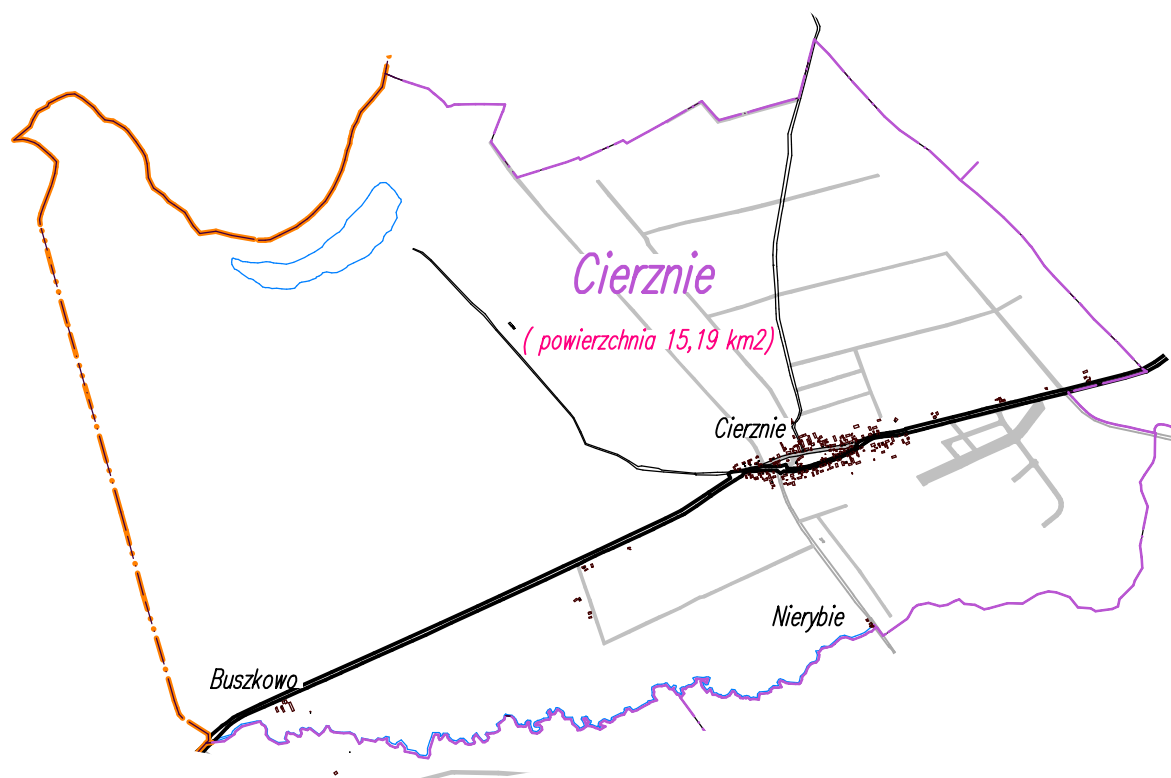 Cierznie
( powierzchnia 15,19 km2)
Cierznie
Nierybie
Buszkowo